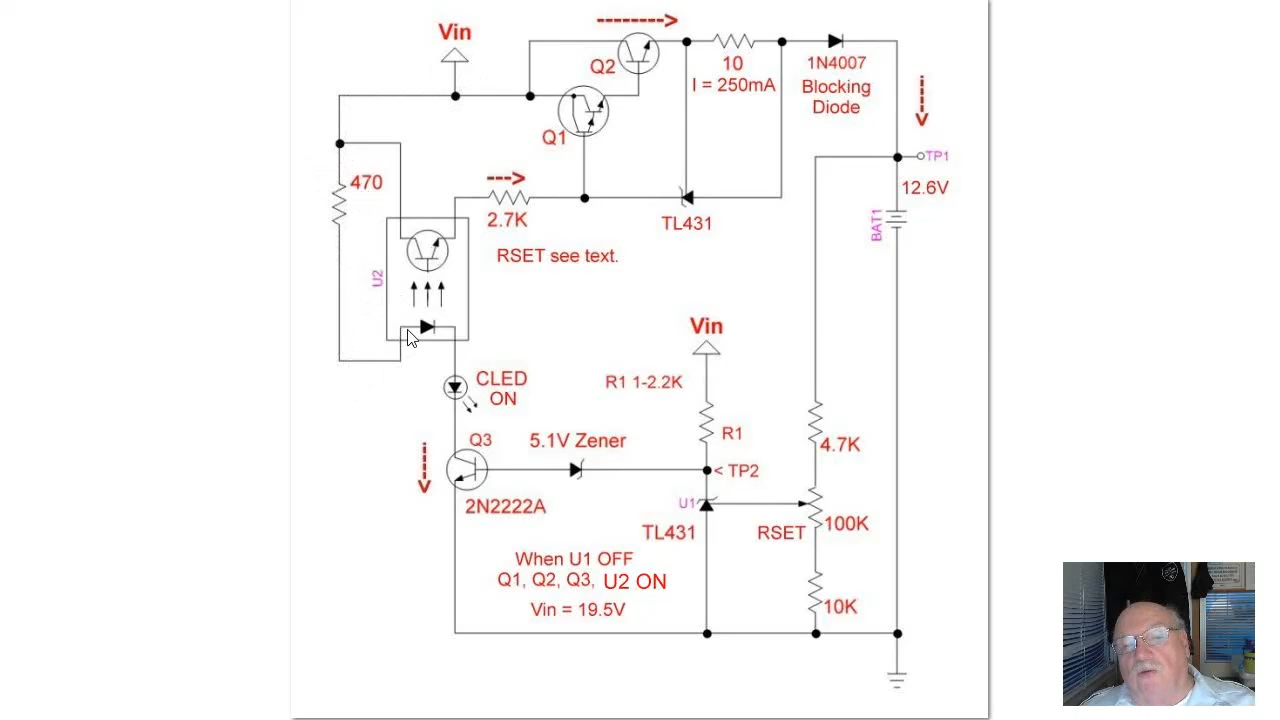 Vin
Q2
10
I = 250mA
1N4007
Blocking
Diode
Q1
TP1
12.6V
BAT1
470
2.7K
TL431
RSET see text.
U2
Vin
R1 1-2.2K
CLED
ON
R1
Q3
5.1V Zener
< TP2
4.7K
2N2222A
U1
TL431
RSET
100K
When U1 OFF
Q1, Q2, Q3, U2 ON
Vin = 19.5V
10K